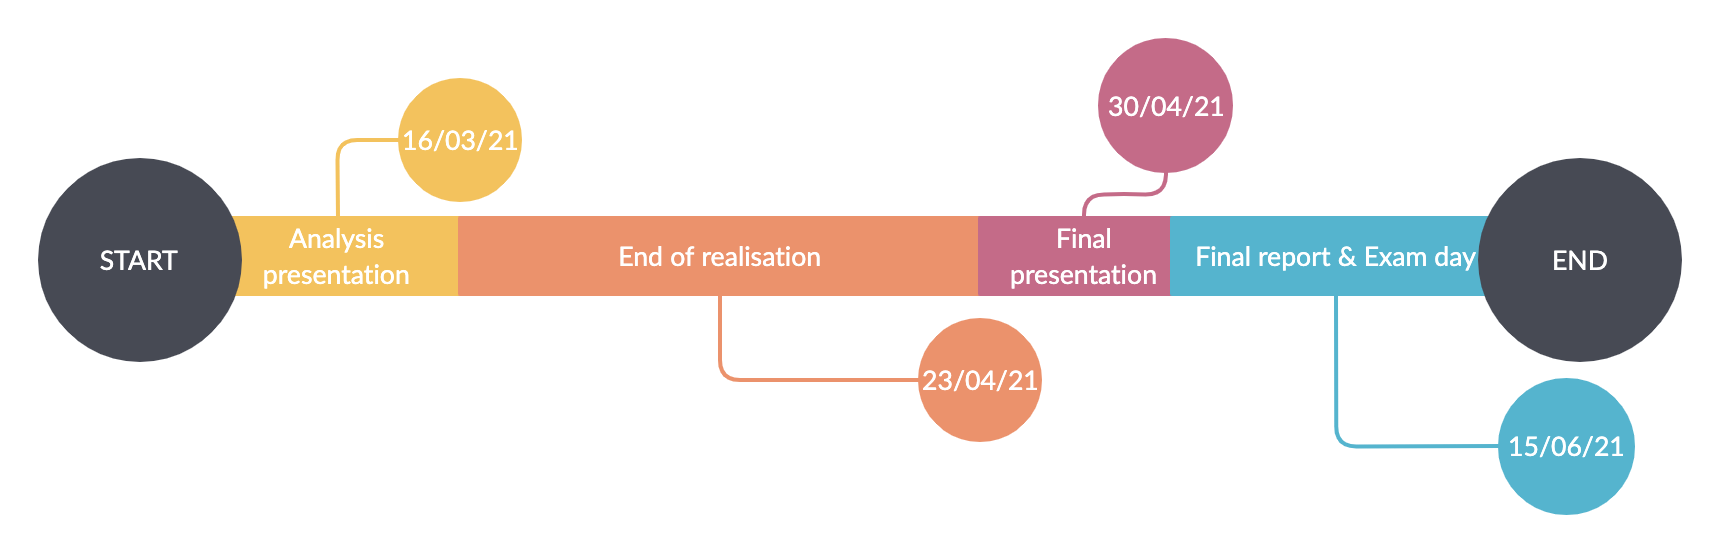 30/04/21
16/03/21
START
Analysis
presentation
End of realisation
Final
presentation
Final report & Exam day
END
23/04/21
15/06/21